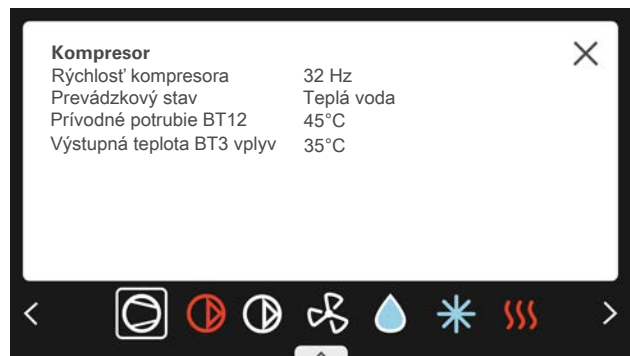 Kompresor
Rýchlosť kompresora 32 Hz
Prevádzkový stav Teplá voda
Prívodné potrubie BT12 45°C
Výstupná teplota BT3 vplyv 35°C